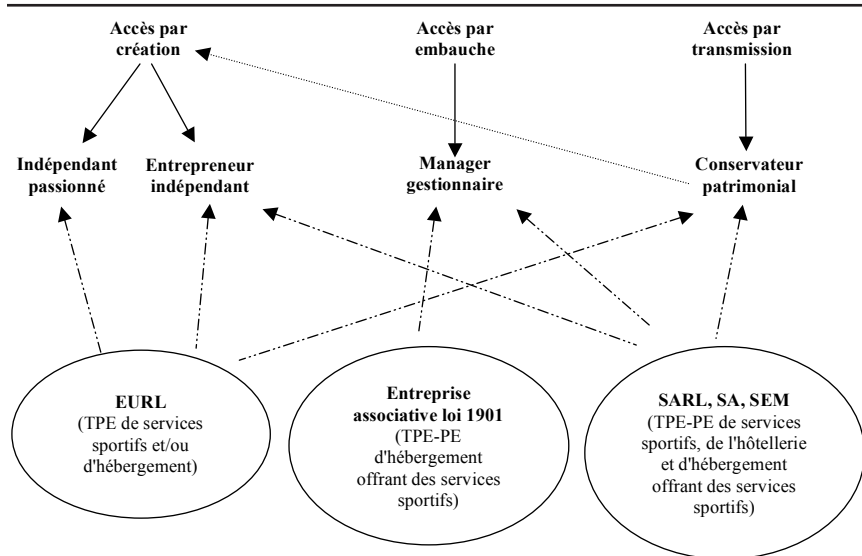 Accès par
création
Accès par
embauche
Accès par
transmission
Indépendant
passionné
Entrepreneur
indépendant
Manager
gestionnaire
Conservateur
patrimonial
EURL
(TPE de services
sportifs et/ou
d'hébergement)
Entreprise
associative loi 1901
(TPE-PE
d'hébergement
offrant des services
sportifs)
SARL, SA, SEM
(TPE-PE de services
sportifs, de l'hôtellerie
et d'hébergement
offrant des services
sportifs)